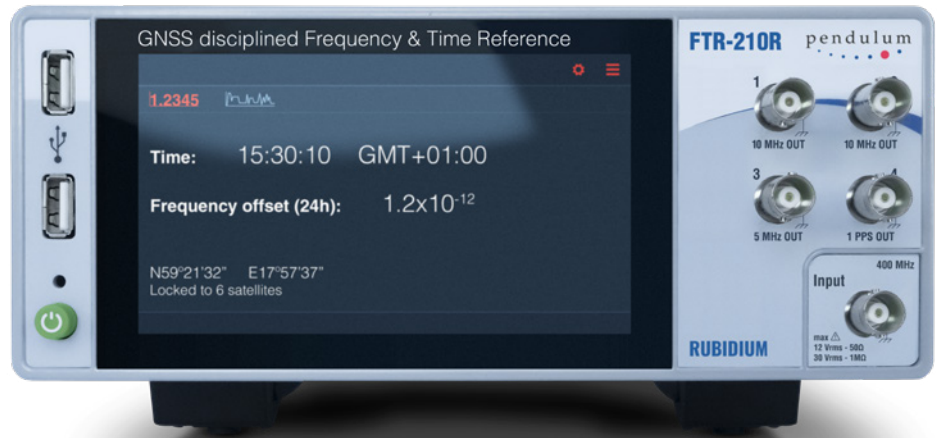 GNSS disciplined Frequency & Time Reference
1.2345
Time: 15:30:10 GMT+01:00
Frequency offset (24h): 1.2x10⁻¹²
N59°21'32" E17°57'37"
Locked to 6 satellites
FTR-210R
pendulum
1
10 MHz OUT
10 MHz OUT
3
4
5 MHz OUT
1 PPS OUT
400 MHz
Input
max
12 Vrms - 50Ω
30 Vrms - 1MΩ
RUBIDIUM